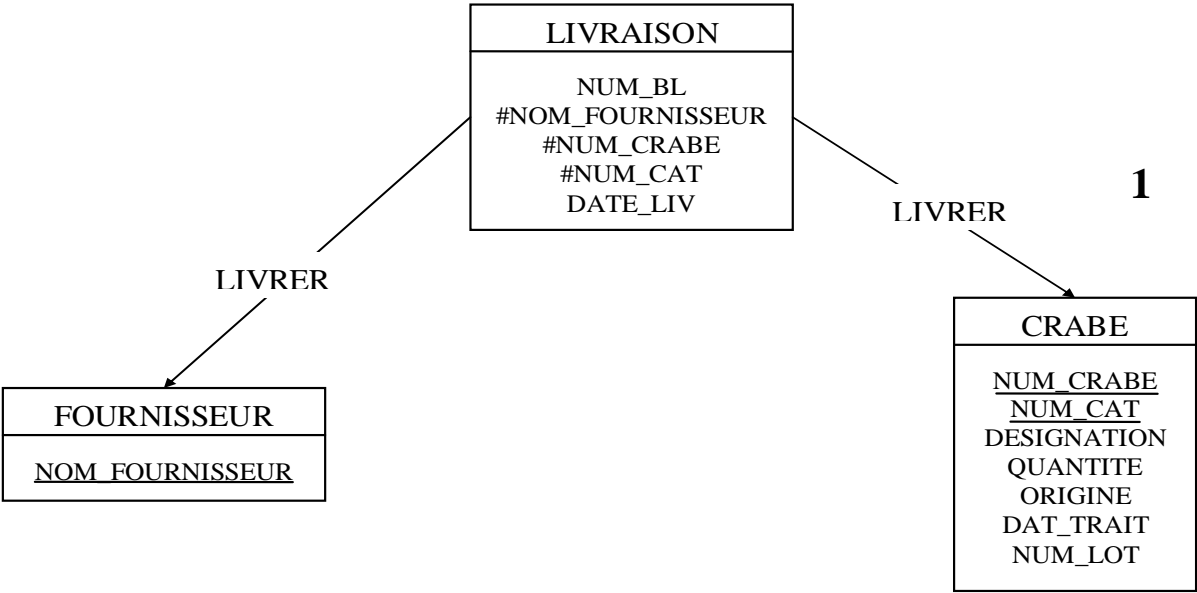 LIVRAISON
NUM_BL
#NOM_FOURNISSEUR
#NUM_CRABE
#NUM_CAT
DATE_LIV
1
LIVRER
LIVRER
CRABE
NUM_CRABE
NUM_CAT
DESIGNATION
QUANTITE
ORIGINE
DAT_TRAIT
NUM_LOT
FOURNISSEUR
NOM_FOURNISSEUR